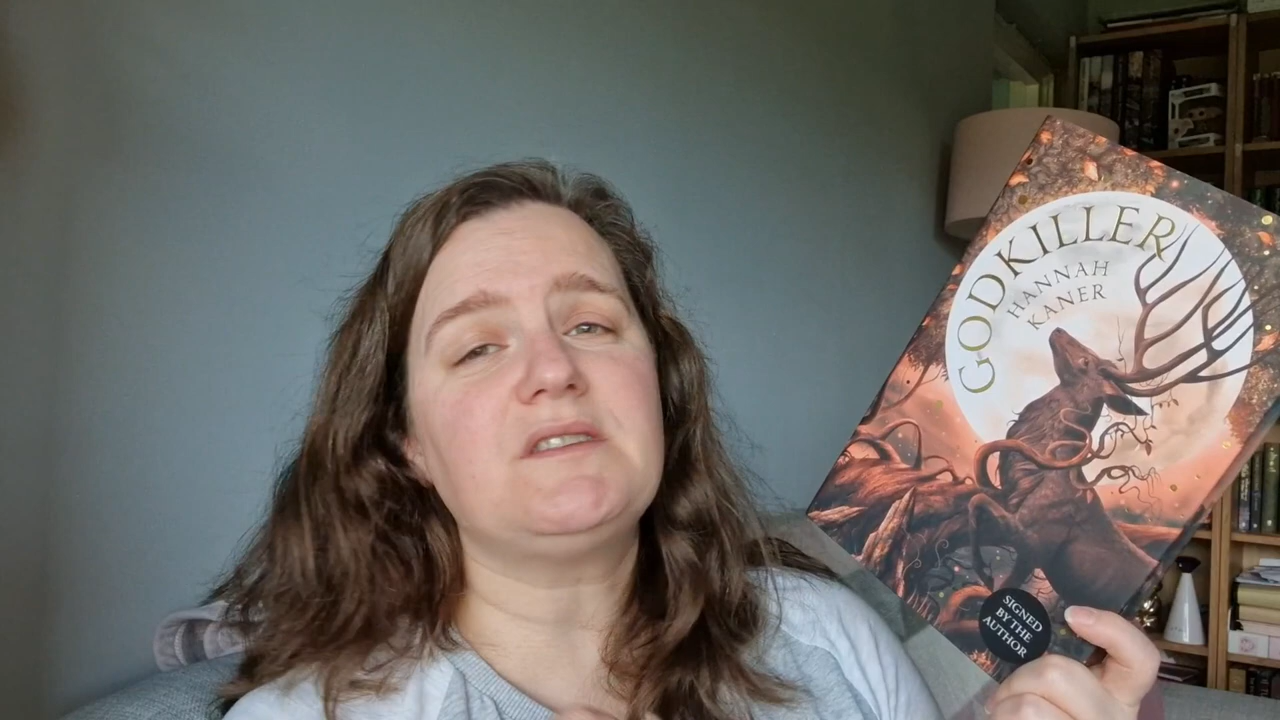 GODKILLER
HANNAH
KANER
SIGNED
BY THE
AUTHOR